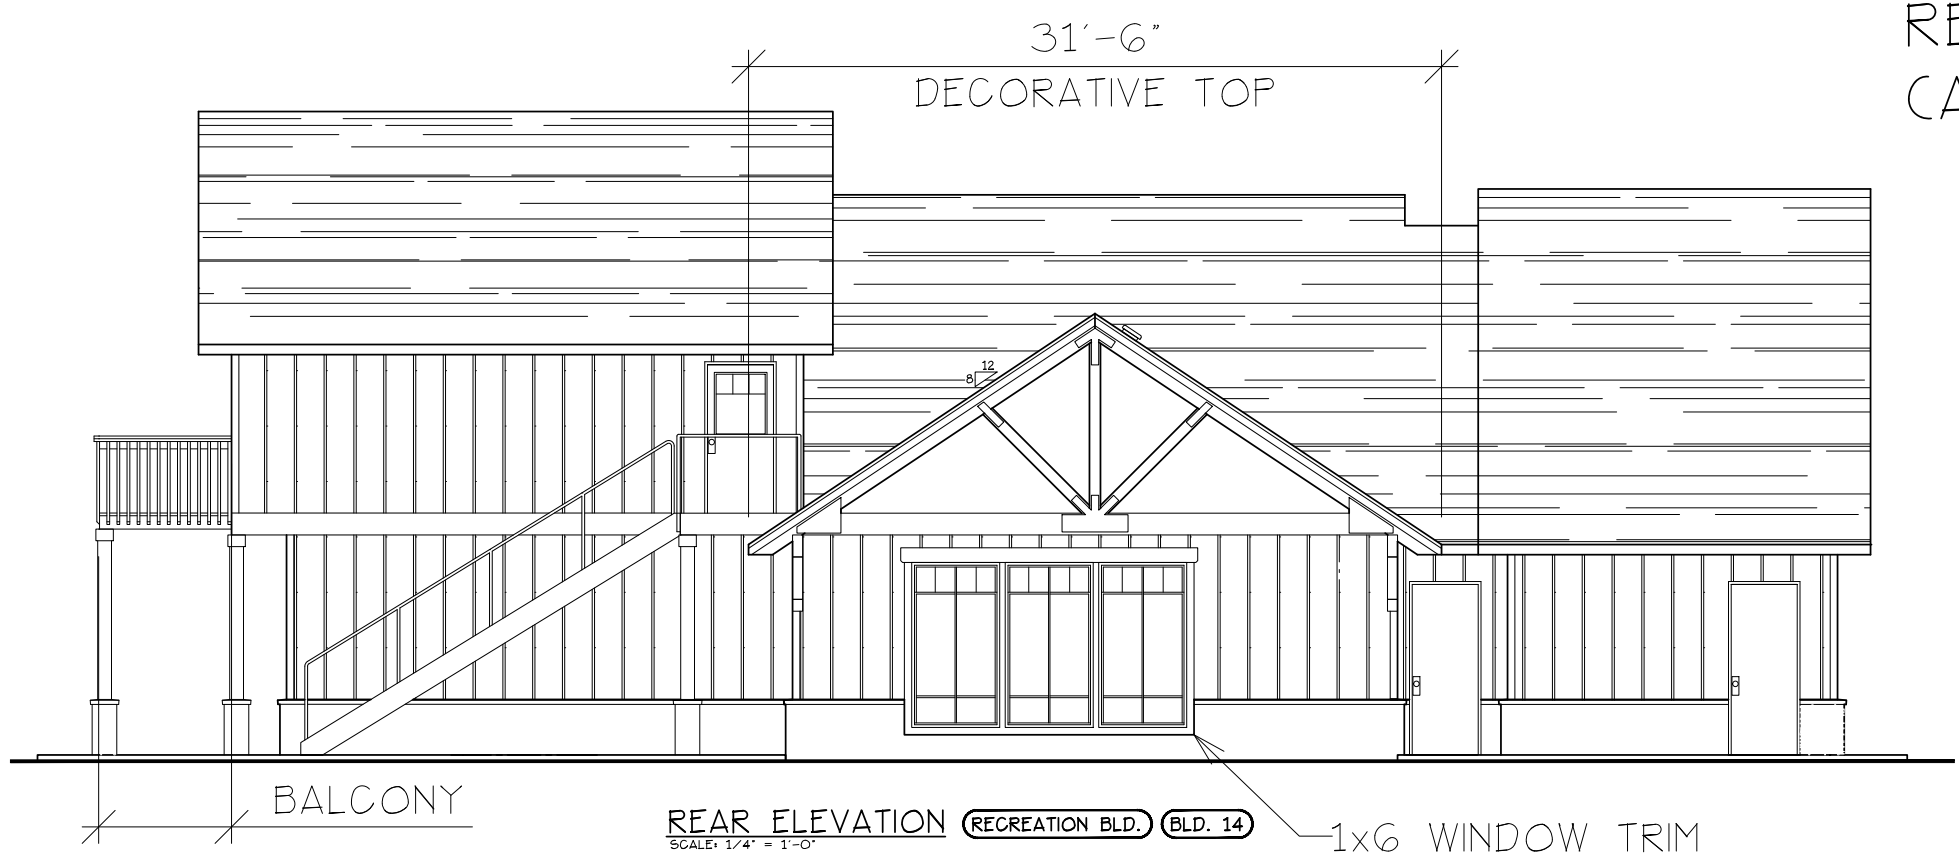 31'-6"
DECORATIVE TOP
12
8
BALCONY
REAR ELEVATION RECREATION BLD. BLD. 14
SCALE: 1/4" = 1'-0"
1x6 WINDOW TRIM